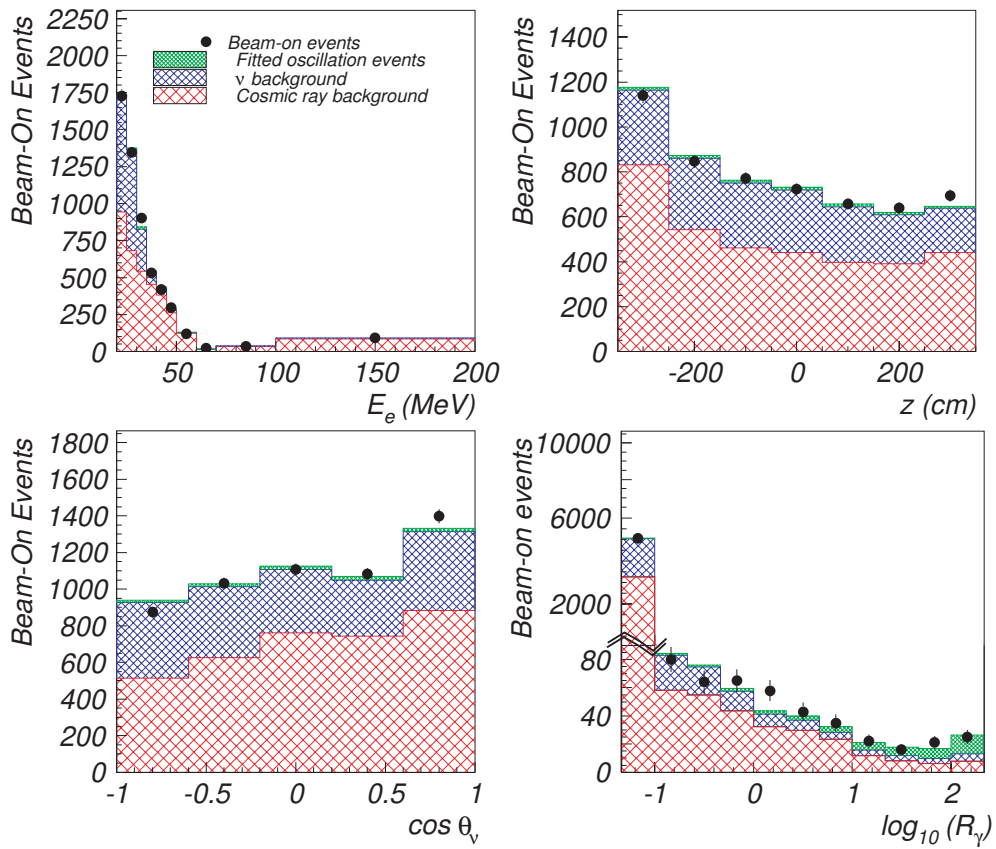 Beam-On Events
2250
2000
1750
1500
1250
1000
750
500
250
0
Beam-on events
Fitted oscillation events
ν background
Cosmic ray background
50 100 150 200
E_e (MeV)
Beam-On Events
1400
1200
1000
800
600
400
200
0
-200 0 200
z (cm)
Beam-On Events
1800
1600
1400
1200
1000
800
600
400
200
0
-1 -0.5 0 0.5 1
cos θ_ν
Beam-on events
10000
6000
2000
80
40
0
-1 0 1 2
log_10 (R_γ)